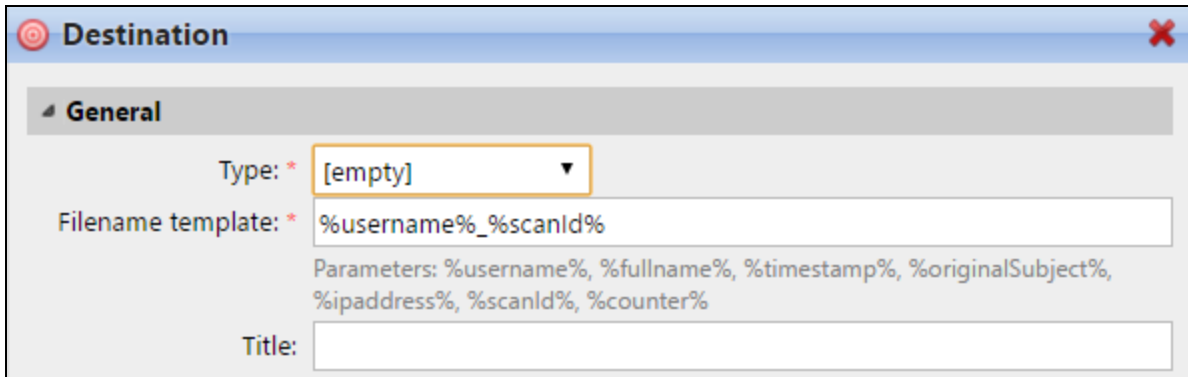 Destination
General
Type: * [empty]
Filename template: * %username%_%scanId%
Parameters: %username%, %fullname%, %timestamp%, %originalSubject%,
%ipaddress%, %scanId%, %counter%
Title: